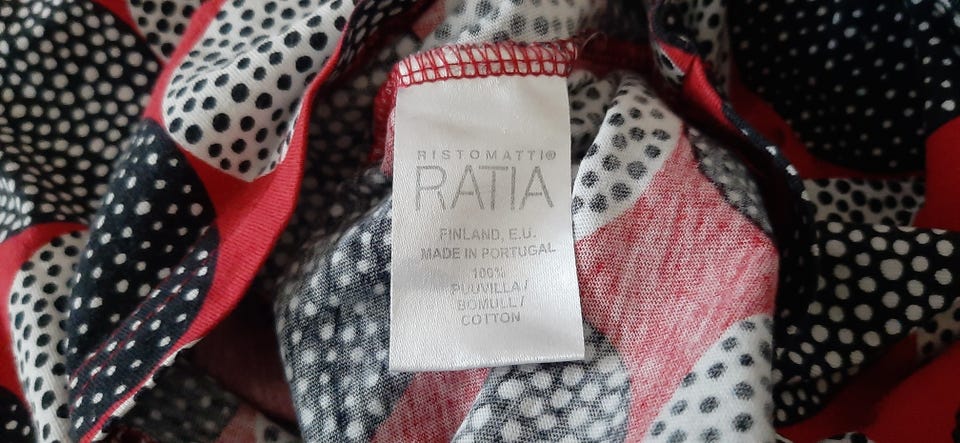 RISTOMATTI®
RATIA
FINLAND, E.U.
MADE IN PORTUGAL
100%
PUUVILLA/
BOMULL/
COTTON